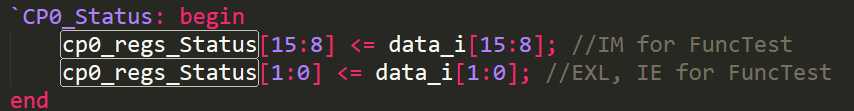 `CP0_Status: begin
cp0_regs_Status[15:8] <= data_i[15:8]; //IM for FuncTest
cp0_regs_Status[1:0] <= data_i[1:0]; //EXL, IE for FuncTest
end